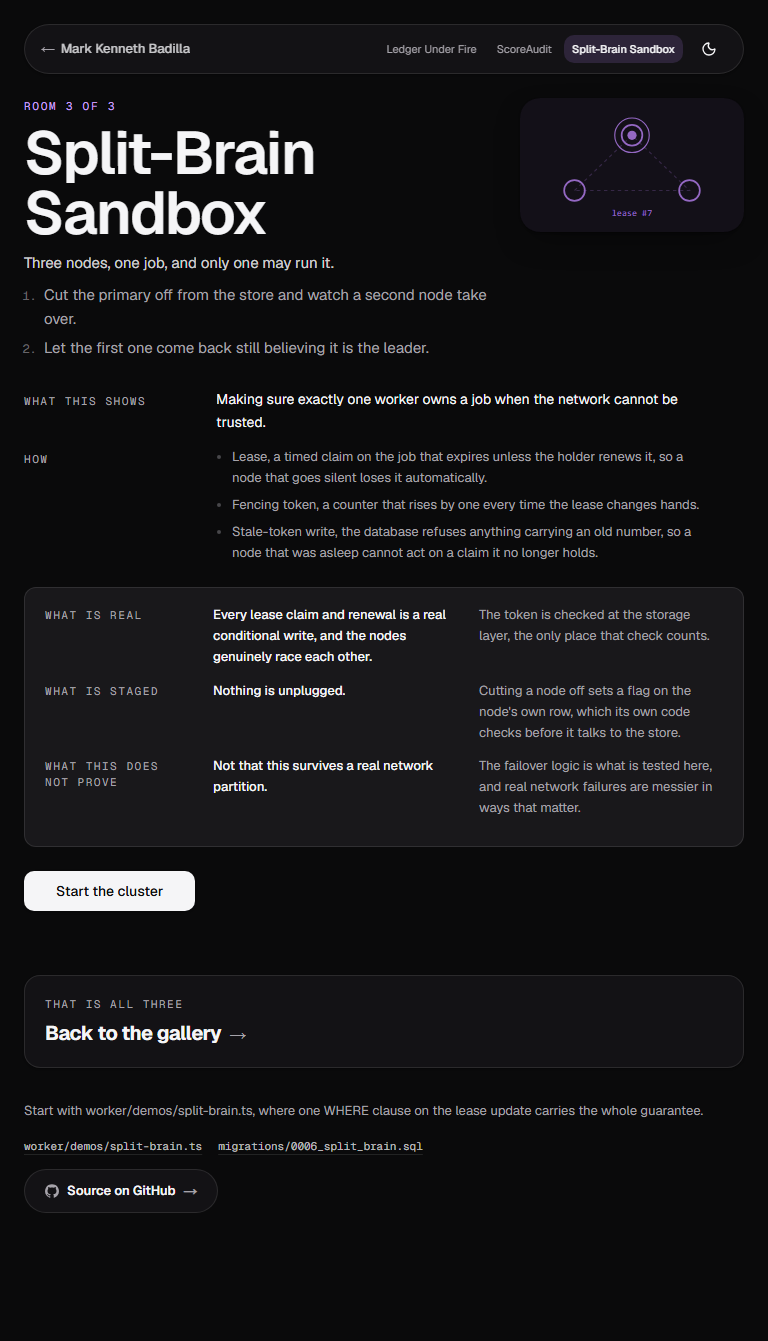 ← Mark Kenneth Badilla
Ledger Under Fire
ScoreAudit
Split-Brain Sandbox
ROOM 3 OF 3
Split-Brain
Sandbox
lease #7
Three nodes, one job, and only one may run it.
1. Cut the primary off from the store and watch a second node take
over.
2. Let the first one come back still believing it is the leader.
WHAT THIS SHOWS
Making sure exactly one worker owns a job when the network cannot be
trusted.
HOW
• Lease, a timed claim on the job that expires unless the holder renews it, so a
node that goes silent loses it automatically.
• Fencing token, a counter that rises by one every time the lease changes hands.
• Stale-token write, the database refuses anything carrying an old number, so a
node that was asleep cannot act on a claim it no longer holds.
WHAT IS REAL
Every lease claim and renewal is a real
conditional write, and the nodes
genuinely race each other.
The token is checked at the storage
layer, the only place that check counts.
WHAT IS STAGED
Nothing is unplugged.
Cutting a node off sets a flag on the
node's own row, which its own code
checks before it talks to the store.
WHAT THIS DOES
NOT PROVE
Not that this survives a real network
partition.
The failover logic is what is tested here,
and real network failures are messier in
ways that matter.
Start the cluster
THAT IS ALL THREE
Back to the gallery →
Start with worker/demos/split-brain.ts, where one WHERE clause on the lease update carries the whole guarantee.
worker/demos/split-brain.ts
migrations/0006_split_brain.sql
Source on GitHub →